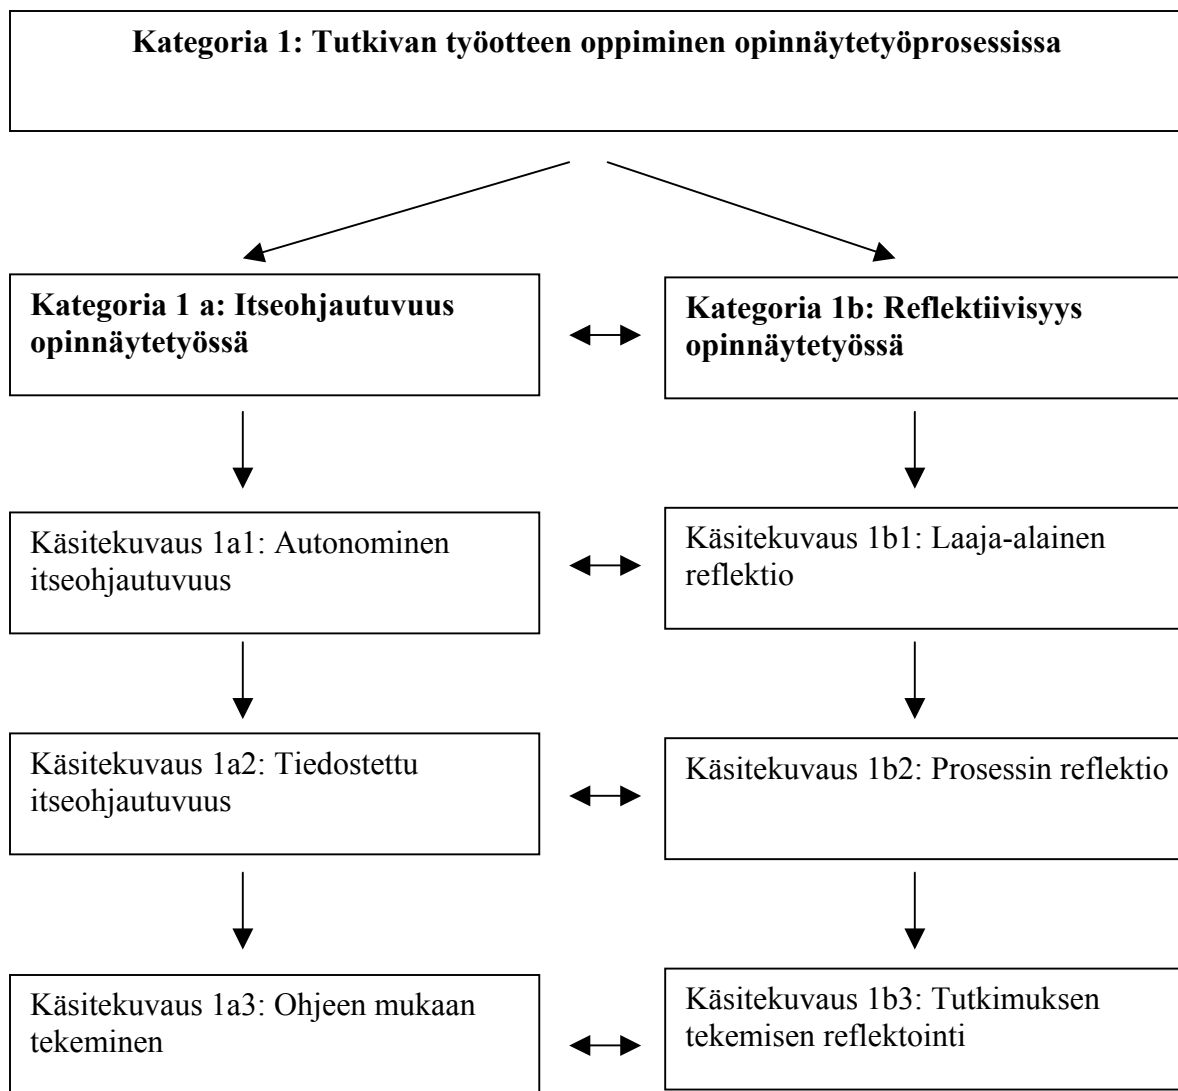 Kategoria 1: Tutkivan työotteen oppiminen opinnäytetyöprosessissa
Kategoria 1 a: Itseohjautuvuus
opinnäytetyössä
Kategoria 1b: Reflektiivisyys
opinnäytetyössä
Käsitekuvaus 1a1: Autonominen
itseohjautuvuus
Käsitekuvaus 1b1: Laaja-alainen
reflektio
Käsitekuvaus 1a2: Tiedostettu
itseohjautuvuus
Käsitekuvaus 1b2: Prosessin reflektio
Käsitekuvaus 1a3: Ohjeen mukaan
tekeminen
Käsitekuvaus 1b3: Tutkimuksen
tekemisen reflektointi